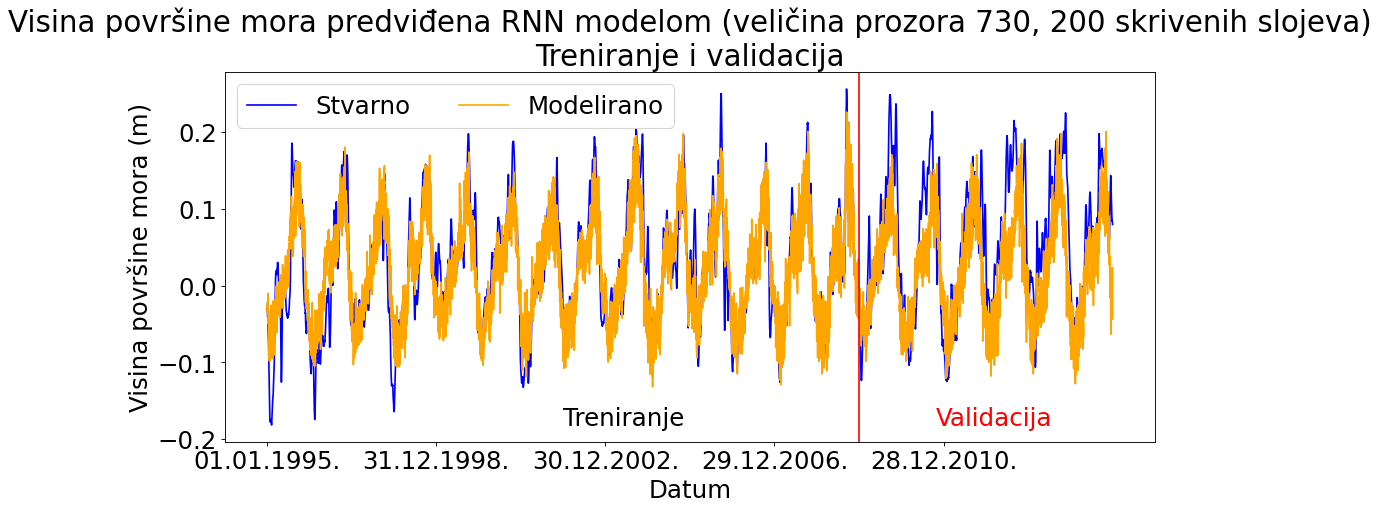 Visina površine mora predviđena RNN modelom (veličina prozora 730, 200 skrivenih slojeva)
Treniranje i validacija
Stvarno
Modelirano
Visina površine mora (m)
0.2
0.1
0.0
−0.1
−0.2
Treniranje
Validacija
01.01.1995.
31.12.1998.
30.12.2002.
29.12.2006.
28.12.2010.
Datum